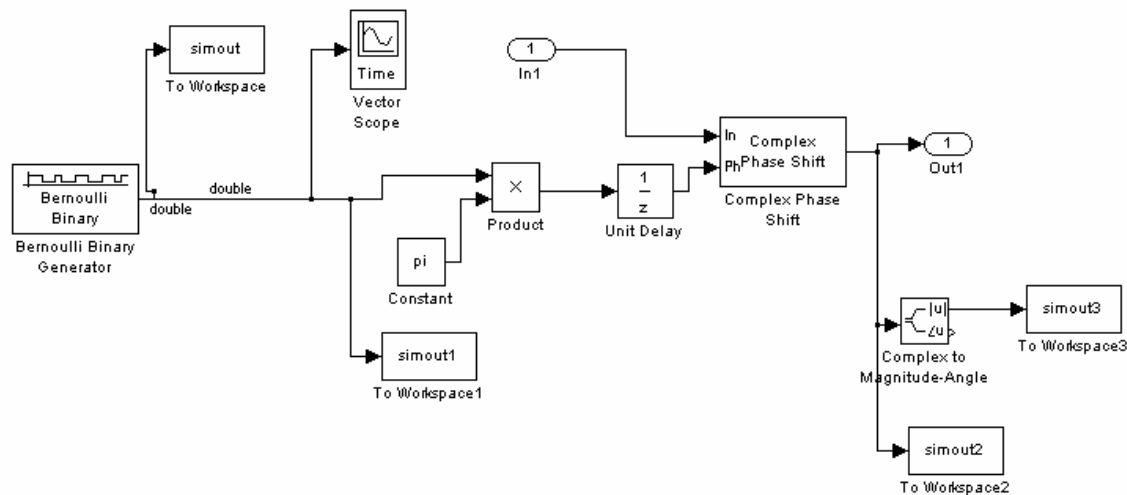 simout
To Workspace
Time
Vector
Scope
1
In1
In
Ph
Complex
Phase Shift
Complex Phase
Shift
1
Out1
Bernoulli
Binary
Bernoulli Binary
Generator
double
double
X
Product
1
z
Unit Delay
pi
Constant
simout1
To Workspace1
|u|
∠u
Complex to
Magnitude-Angle
simout3
To Workspace3
simout2
To Workspace2